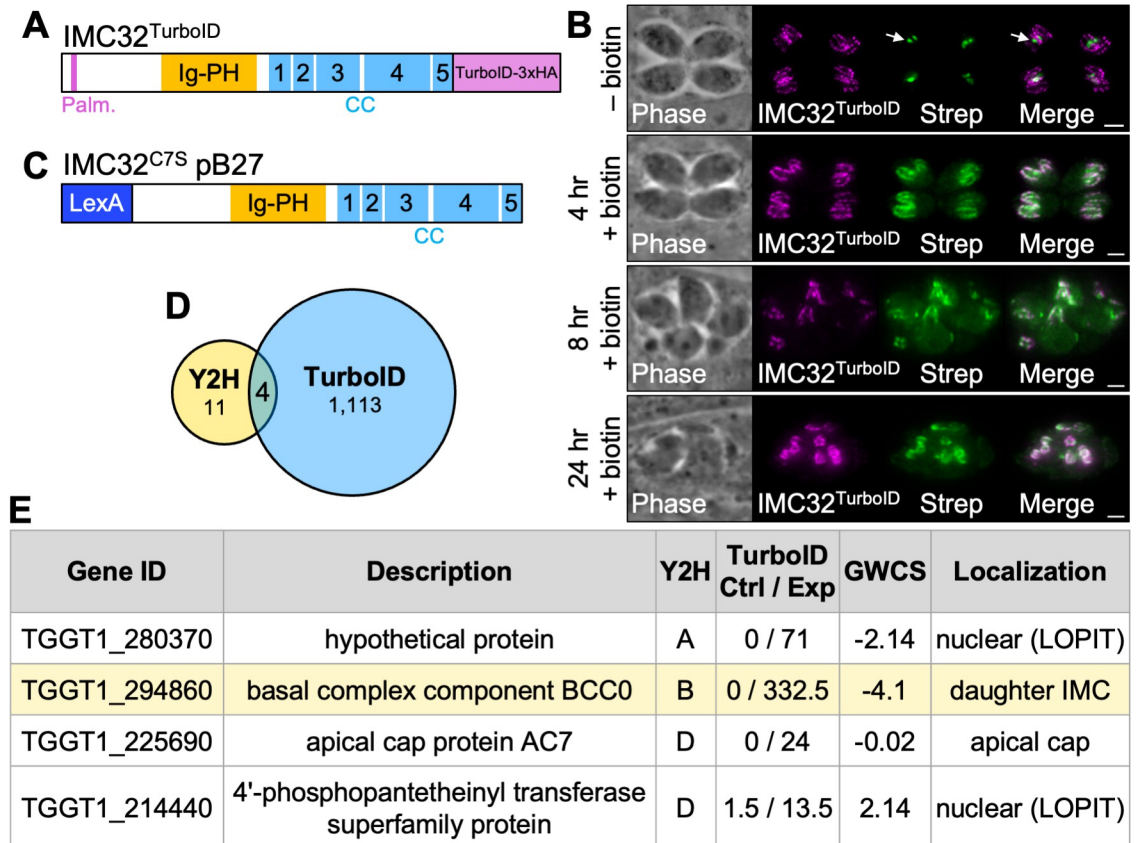 A
IMC32TurboID
Ig-PH 1 2 3 4 5 TurboID-3xHA
Palm.
CC
C
IMC32C7S pB27
LexA Ig-PH 1 2 3 4 5
CC
D
Y2H
11
4
TurboID
1,113
B
– biotin
Phase IMC32TurboID Strep Merge
4 hr
+ biotin
Phase IMC32TurboID Strep Merge
8 hr
+ biotin
Phase IMC32TurboID Strep Merge
24 hr
+ biotin
Phase IMC32TurboID Strep Merge
E
Gene ID Description Y2H TurboID Ctrl / Exp GWCS Localization
TGGT1_280370 hypothetical protein A 0 / 71 -2.14 nuclear (LOPIT)
TGGT1_294860 basal complex component BCC0 B 0 / 332.5 -4.1 daughter IMC
TGGT1_225690 apical cap protein AC7 D 0 / 24 -0.02 apical cap
TGGT1_214440 4'-phosphopantetheinyl transferase superfamily protein D 1.5 / 13.5 2.14 nuclear (LOPIT)